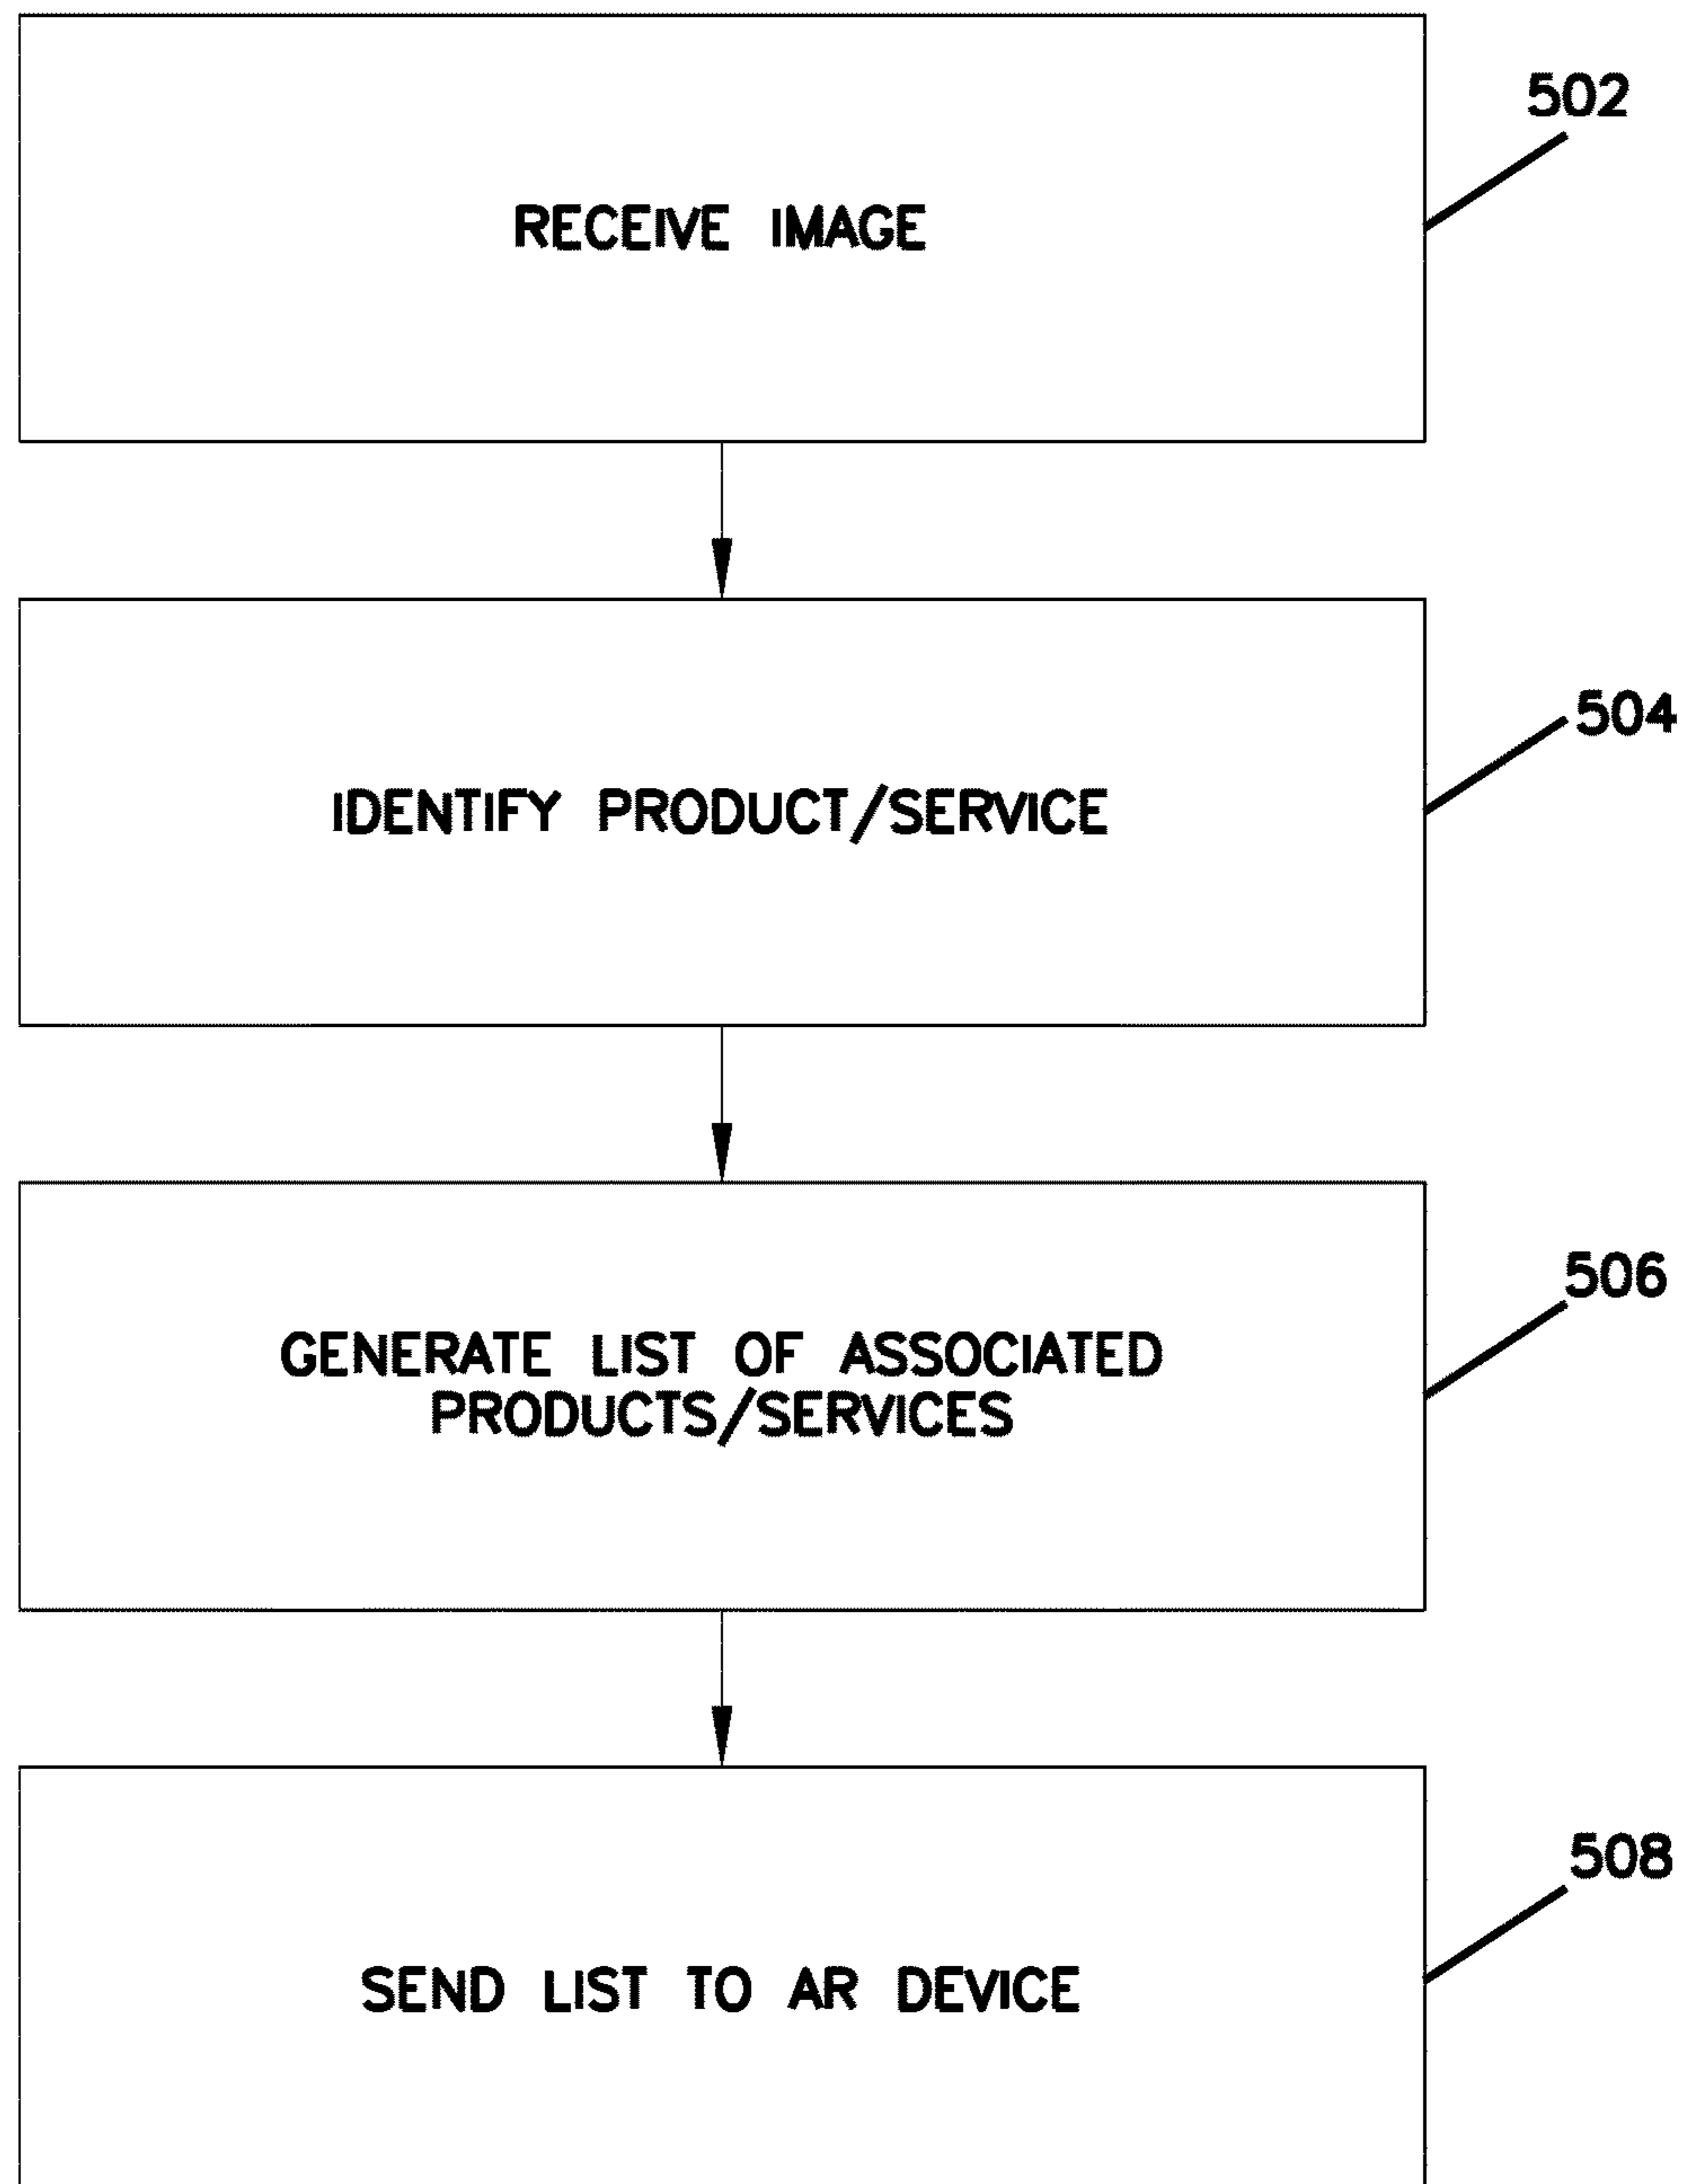 RECEIVE IMAGE
502
IDENTIFY PRODUCT/SERVICE
504
GENERATE LIST OF ASSOCIATED
PRODUCTS/SERVICES
506
SEND LIST TO AR DEVICE
508